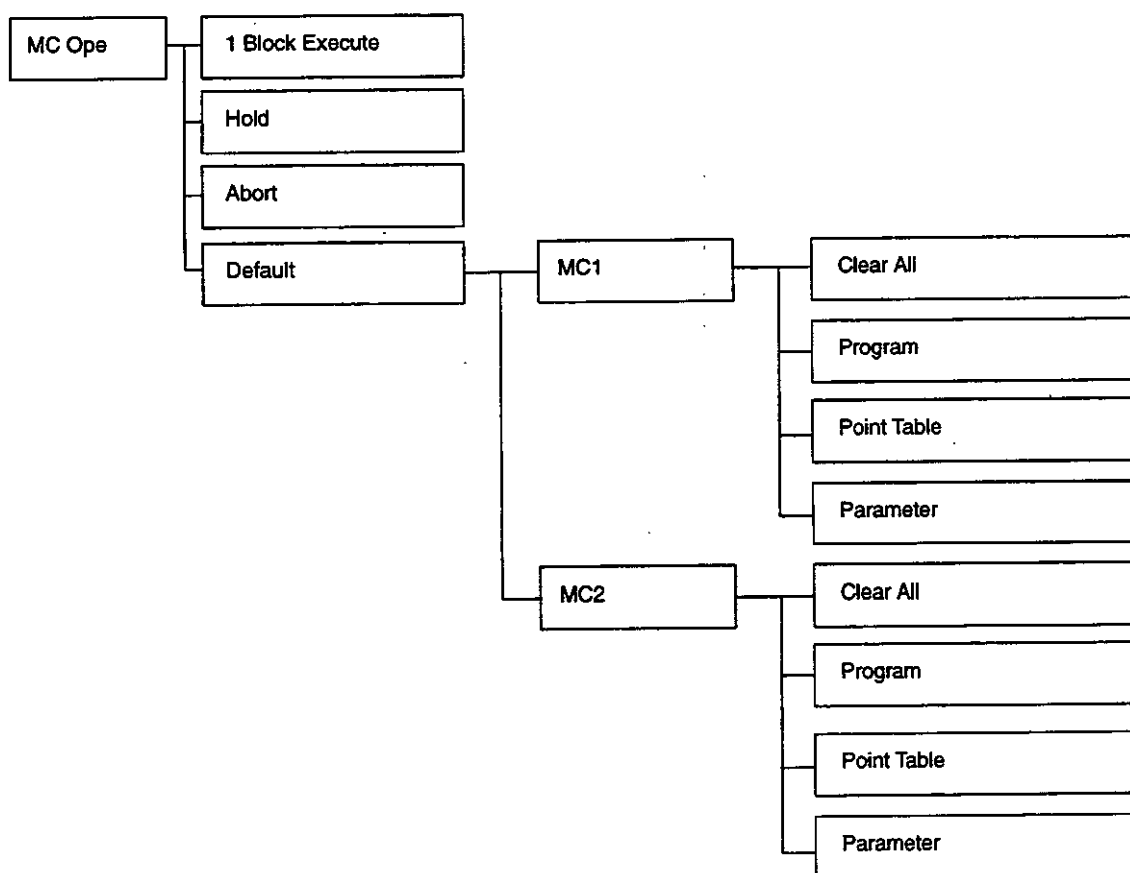 MC Ope
1 Block Execute
Hold
Abort
Default
MC1
Clear All
Program
Point Table
Parameter
MC2
Clear All
Program
Point Table
Parameter